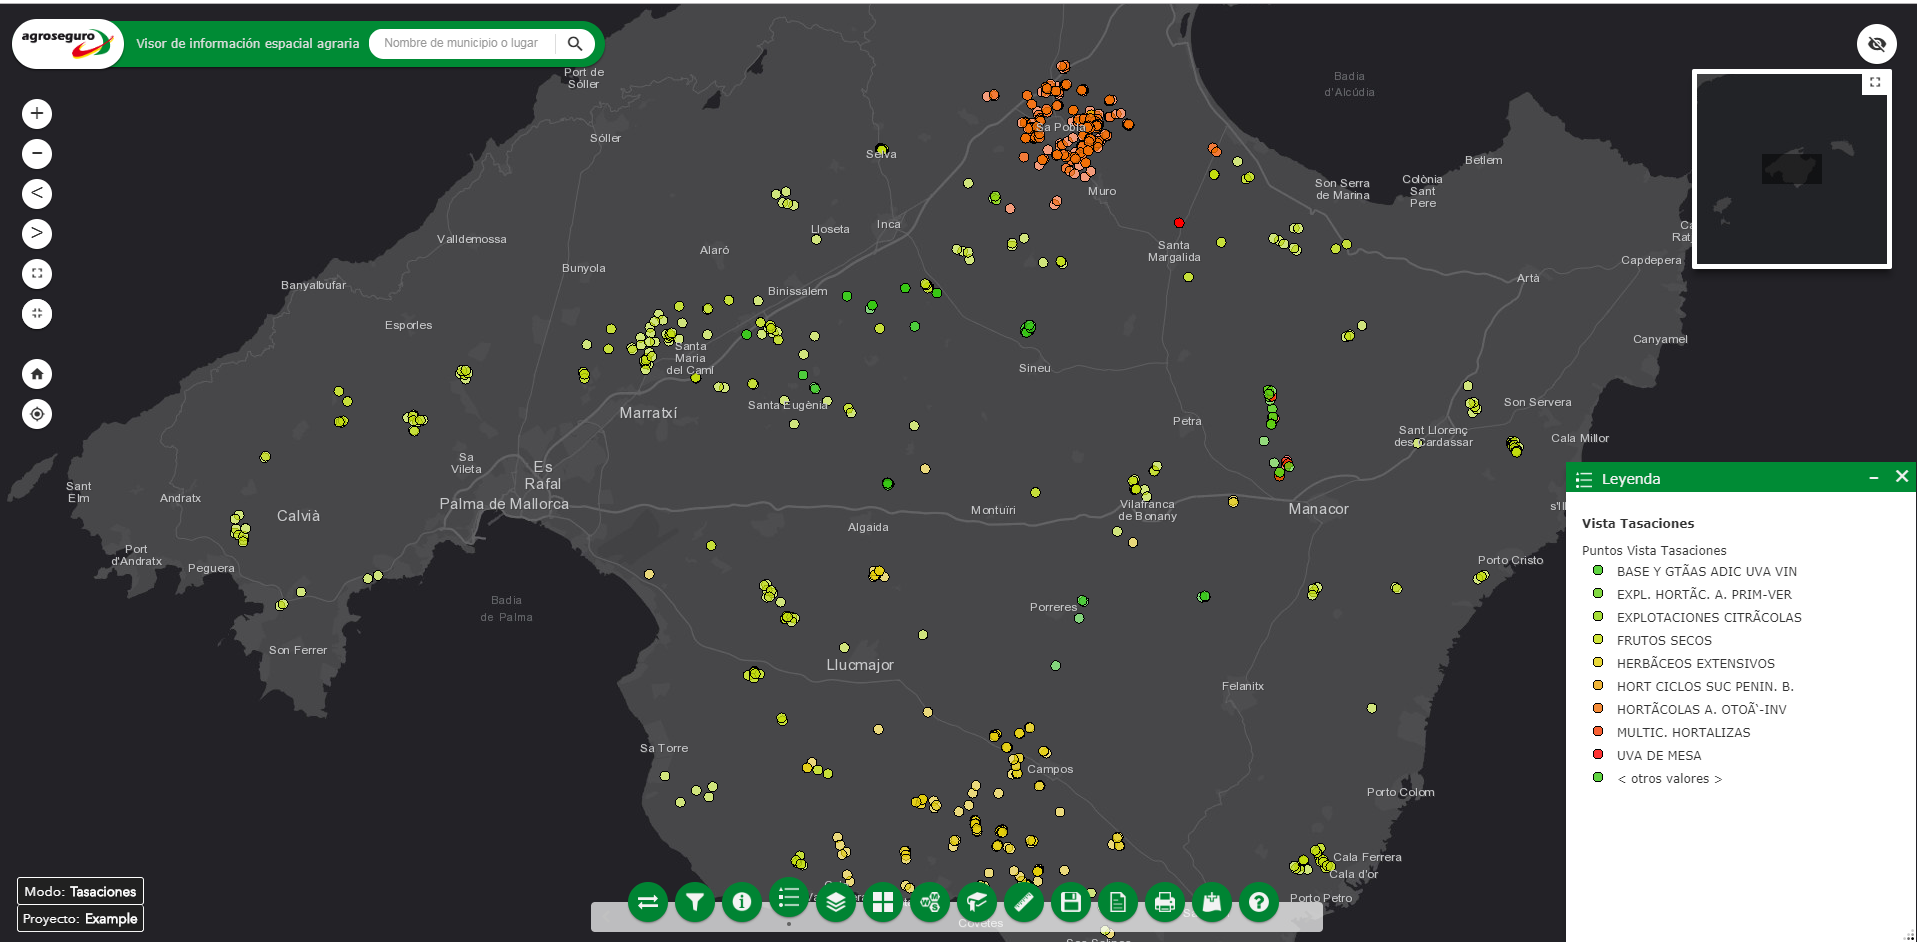 agroseguro
Visor de información espacial agraria
Nombre de municipio o lugar
Port de
Sóller
Badia
d'Alcúdia
Sa Pobla
Sóller
Selva
Betlem
Colònia
Sant
Pere
Son Serra
de Marina
Muro
Lloseta
Inca
Valldemossa
Alaró
Santa
Margalida
Bunyola
Capdepera
Artà
Banyalbufar
Binissalem
Esporles
Santa
Maria
del Camí
Canyamel
Sineu
Santa Eugènia
Marratxí
Petra
Son Servera
Sant Llorenç
des Cardassar
Cala Millor
Sa
Vileta
Es
Rafal
Palma de Mallorca
Sant
Elm
Andratx
Calvià
Algaida
Montuïri
Vilafranca
de Bonany
Manacor
Port
d'Andratx
Peguera
Porto Cristo
Badia
de Palma
Porreres
Son Ferrer
Llucmajor
Felanitx
Sa Torre
Campos
Porto Colom
Cala Ferrera
Cala d'or
Porto Petro
Covetes
Leyenda
Vista Tasaciones
Puntos Vista Tasaciones
BASE Y GTÃAS ADIC UVA VIN
EXPL. HORTÃC. A. PRIM-VER
EXPLOTACIONES CITRÃCOLAS
FRUTOS SECOS
HERBÃCEOS EXTENSIVOS
HORT CICLOS SUC PENIN. B.
HORTÃCOLAS A. OTOÃ‘-INV
MULTIC. HORTALIZAS
UVA DE MESA
< otros valores >
Modo: Tasaciones
Proyecto: Example